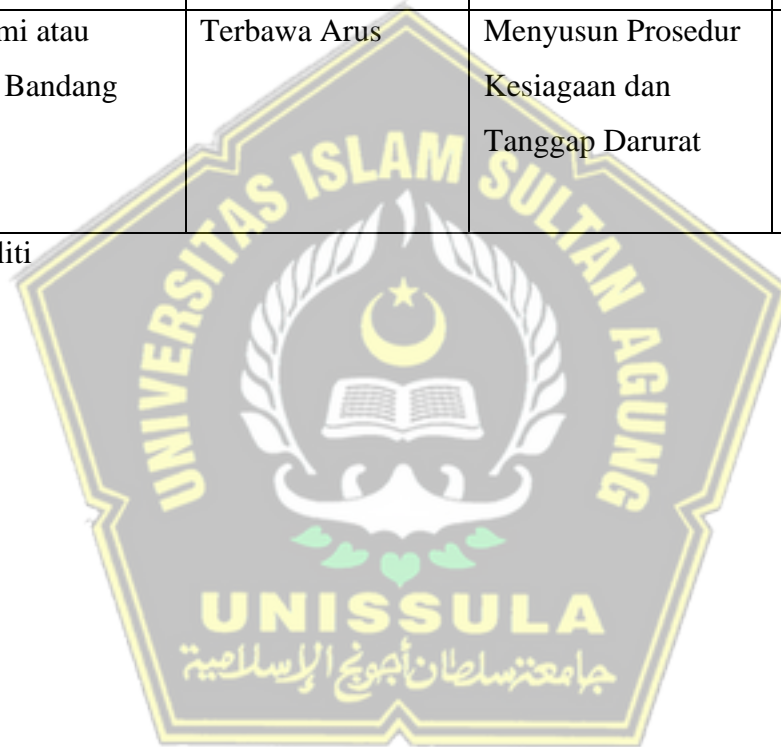 mi atau
Bandang
Terbawa Arus
Menyusun Prosedur
Kesiagaan dan
Tanggap Darurat
liti
UNIVERSITAS ISLAM SULTAN AGUNG
UNISSULA
جامعة سلطان أجونج الإسلامية